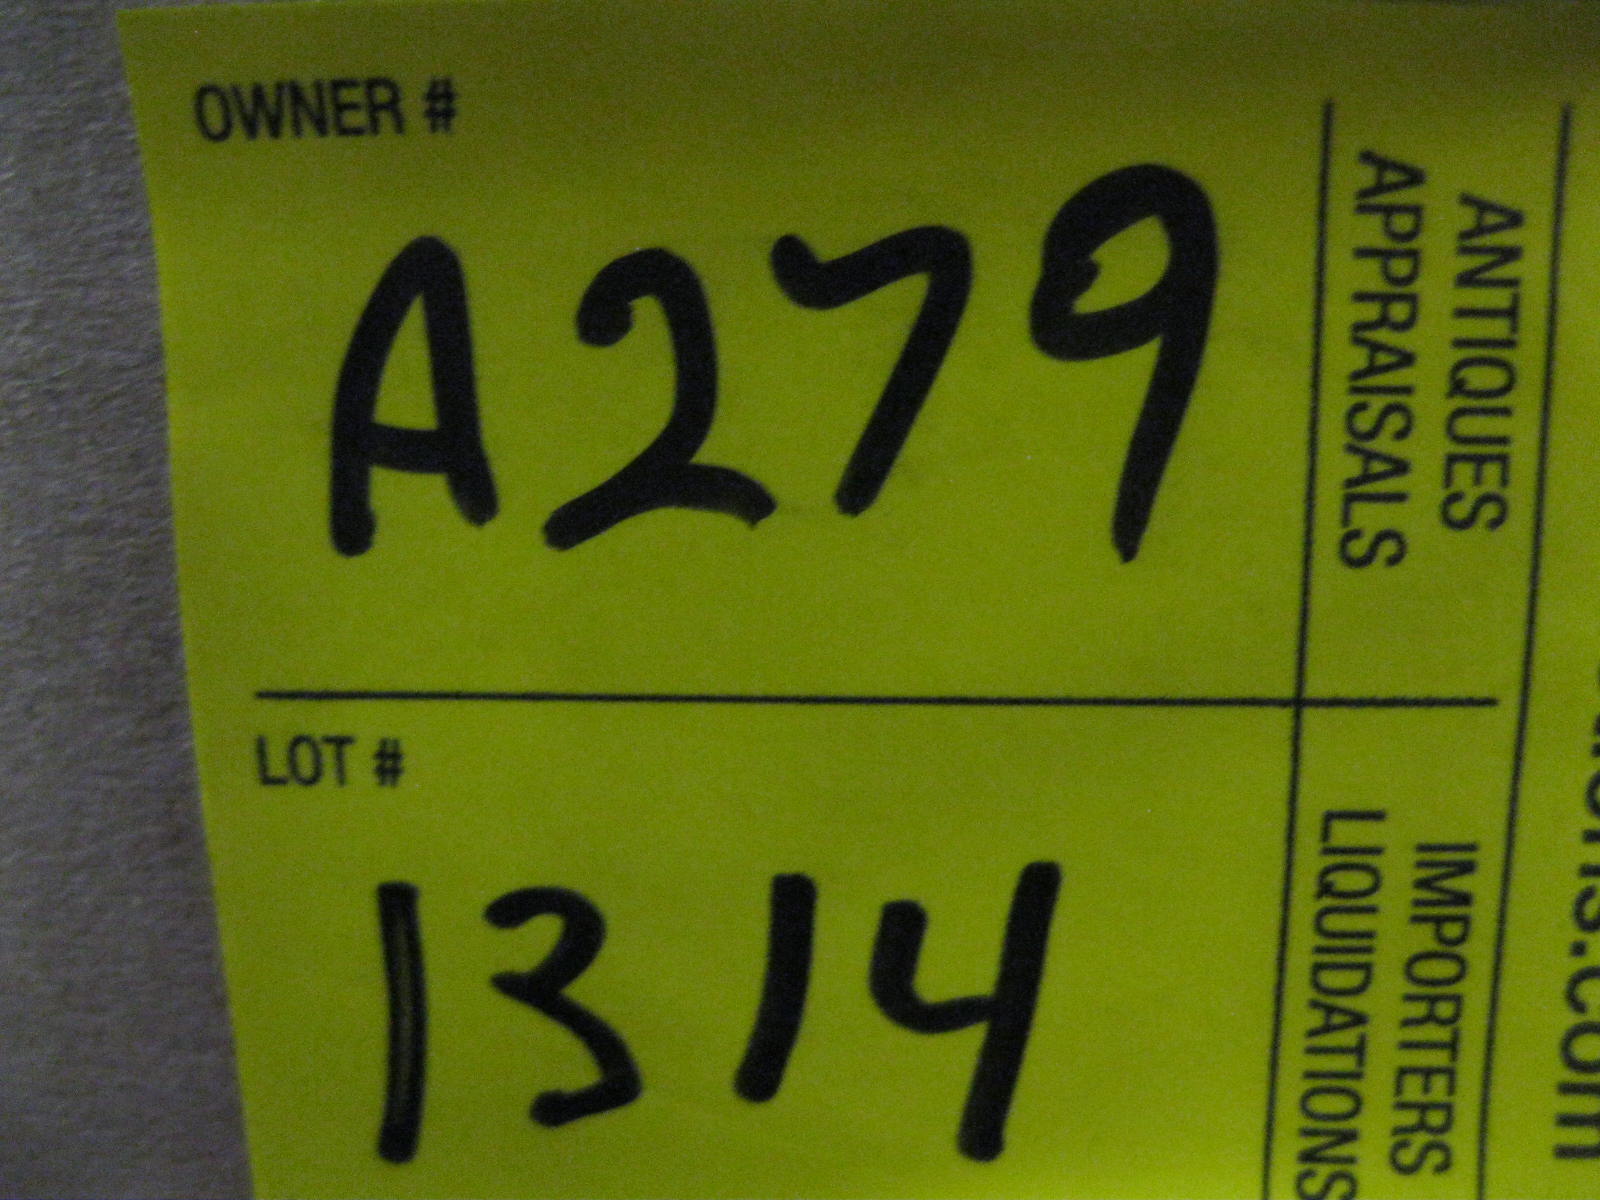 OWNER #
A279
LOT #
1314
ANTIQUES
APPRAISALS
IMPORTERS
LIQUIDATIONS